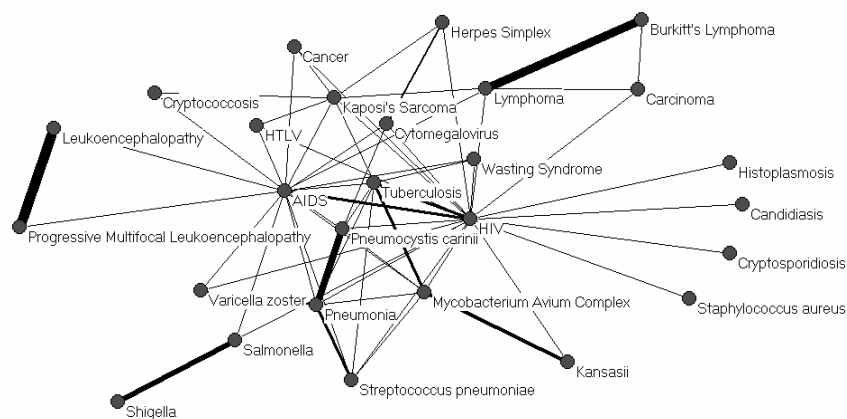 Herpes Simplex
Burkitt's Lymphoma
Cancer
Cryptococcosis
Kaposi's Sarcoma
Lymphoma
Carcinoma
Leukoencephalopathy
HTLV
Cytomegalovirus
Wasting Syndrome
Histoplasmosis
AIDS
Tuberculosis
Candidiasis
Progressive Multifocal Leukoencephalopathy
Pneumocystis carinii
HIV
Cryptosporidiosis
Varicella zoster
Pneumonia
Mycobacterium Avium Complex
Staphylococcus aureus
Salmonella
Kansasii
Streptococcus pneumoniae
Shigella